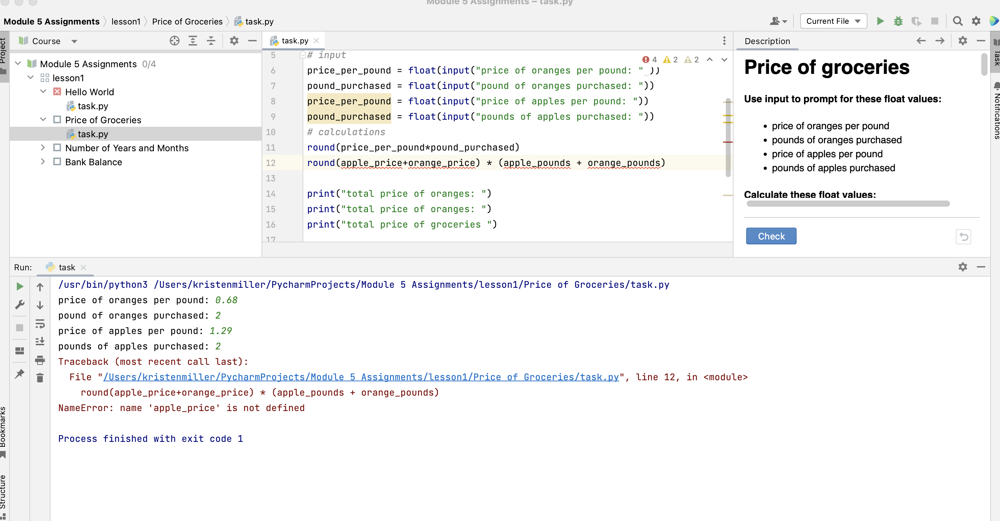 Module 5 Assignments – task.py
Module 5 Assignments lesson1 Price of Groceries task.py
Current File
Project
Course
task.py
Description
Module 5 Assignments 0/4
lesson1
Hello World
task.py
Price of Groceries
task.py
Number of Years and Months
Bank Balance
4 2 2
5 # input
6 price_per_pound = float(input("price of oranges per pound: " ))
7 pound_purchased = float(input("pound of oranges purchased: "))
8 price_per_pound = float(input("price of apples per pound: "))
9 pound_purchased = float(input("pounds of apples purchased: "))
10 # calculations
11 round(price_per_pound*pound_purchased)
12 round(apple_price+orange_price) * (apple_pounds + orange_pounds)
13
14 print("total price of oranges: ")
15 print("total price of oranges: ")
16 print("total price of groceries ")
17
Price of groceries
Use input to prompt for these float values:
• price of oranges per pound
• pounds of oranges purchased
• price of apples per pound
• pounds of apples purchased
Calculate these float values:
Check
Task
Notifications
Run: task
/usr/bin/python3 /Users/kristenmiller/PycharmProjects/Module 5 Assignments/lesson1/Price of Groceries/task.py
price of oranges per pound: 0.68
pound of oranges purchased: 2
price of apples per pound: 1.29
pounds of apples purchased: 2
Traceback (most recent call last):
File "/Users/kristenmiller/PycharmProjects/Module 5 Assignments/lesson1/Price of Groceries/task.py", line 12, in <module>
round(apple_price+orange_price) * (apple_pounds + orange_pounds)
NameError: name 'apple_price' is not defined
Process finished with exit code 1
Bookmarks
Structure